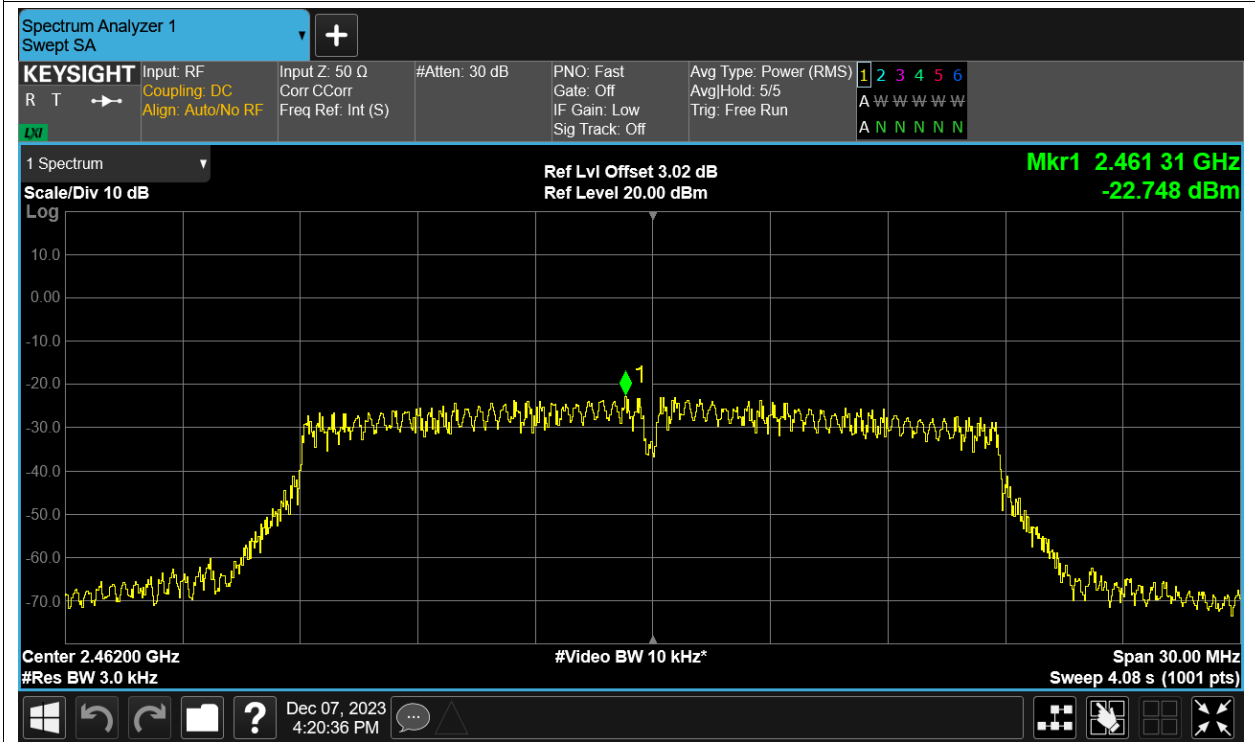 Spectrum Analyzer 1
Swept SA
+
KEYSIGHT
R T
LXI
Input: RF
Coupling: DC
Align: Auto/No RF
Input Z: 50 Ω
Corr CCorr
Freq Ref: Int (S)
#Atten: 30 dB
PNO: Fast
Gate: Off
IF Gain: Low
Sig Track: Off
Avg Type: Power (RMS)
Avg|Hold: 5/5
Trig: Free Run
1 2 3 4 5 6
A W W W W W
A N N N N N
1 Spectrum
Scale/Div 10 dB
Log
Ref Lvl Offset 3.02 dB
Ref Level 20.00 dBm
Mkr1 2.461 31 GHz
-22.748 dBm
10.0
0.00
-10.0
-20.0
-30.0
-40.0
-50.0
-60.0
-70.0
1
Center 2.46200 GHz
#Res BW 3.0 kHz
#Video BW 10 kHz*
Span 30.00 MHz
Sweep 4.08 s (1001 pts)
?
Dec 07, 2023
4:20:36 PM